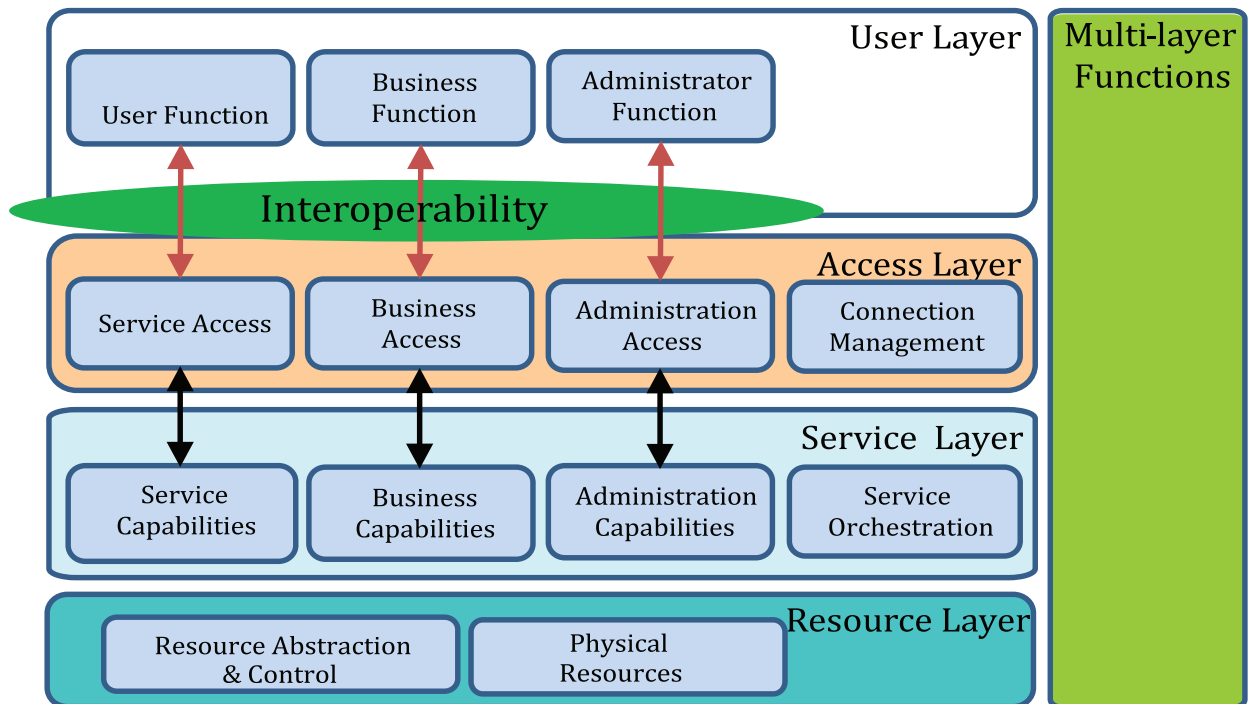 User Layer
Multi-layer
Functions
User Function
Business
Function
Administrator
Function
Interoperability
Access Layer
Service Access
Business
Access
Administration
Access
Connection
Management
Service Layer
Service
Capabilities
Business
Capabilities
Administration
Capabilities
Service
Orchestration
Resource Layer
Resource Abstraction
& Control
Physical
Resources